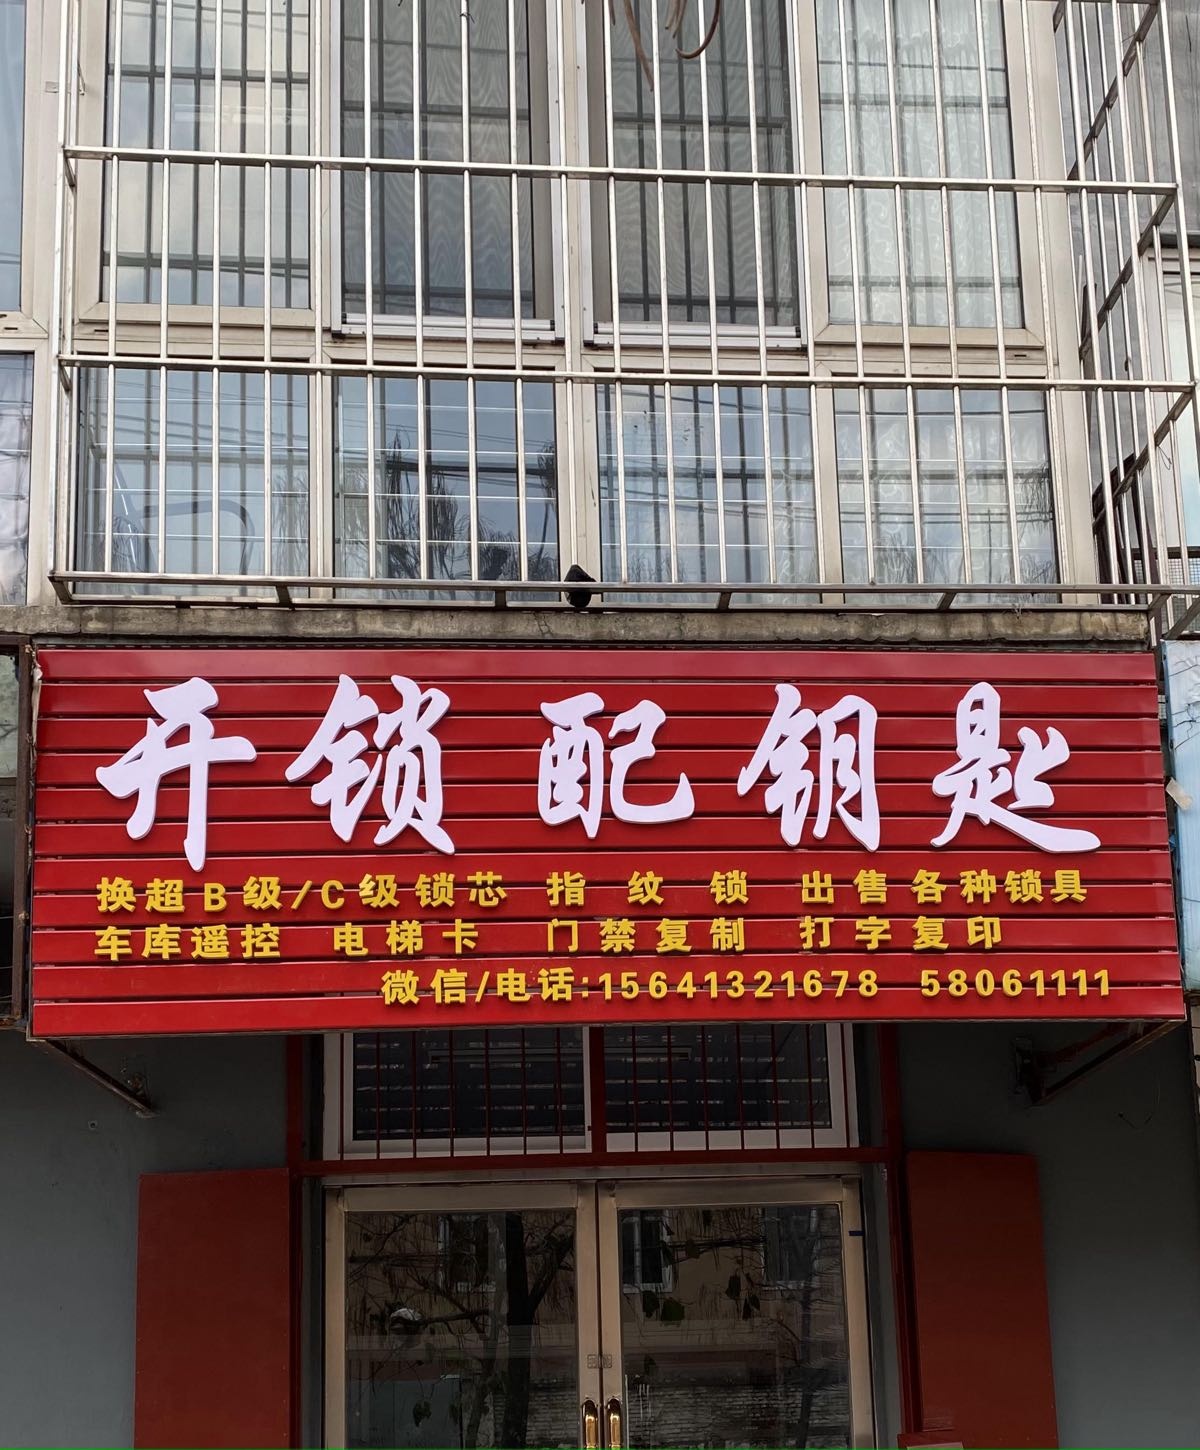 开锁 配钥匙
换超B级/C级锁芯 指纹锁 出售各种锁具
车库遥控 电梯卡 门禁复制 打字复印
微信/电话:15641321678 58061111